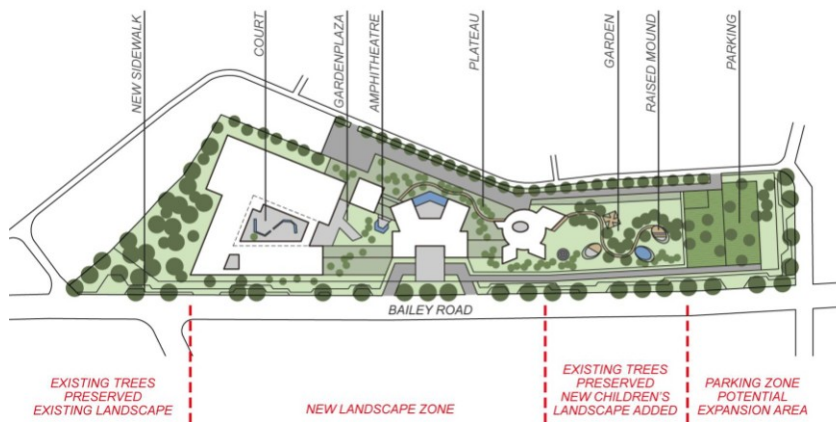 NEW SIDEWALK
COURT
GARDENPLAZA
AMPHITHEATRE
PLATEAU
GARDEN
RAISED MOUND
PARKING
BAILEY ROAD
EXISTING TREES
PRESERVED
EXISTING LANDSCAPE
NEW LANDSCAPE ZONE
EXISTING TREES
PRESERVED
NEW CHILDREN'S
LANDSCAPE ADDED
PARKING ZONE
POTENTIAL
EXPANSION AREA